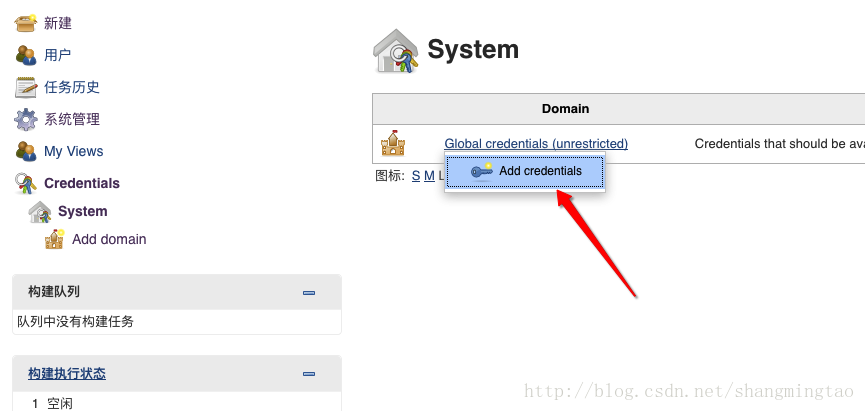 新建
用户
任务历史
系统管理
My Views
Credentials
System
Add domain
构建队列
队列中没有构建任务
构建执行状态
1 空闲
System
Domain
Global credentials (unrestricted) Credentials that should be ava
Add credentials
图标: S M L
http://blog.csdn.net/shangmingtao